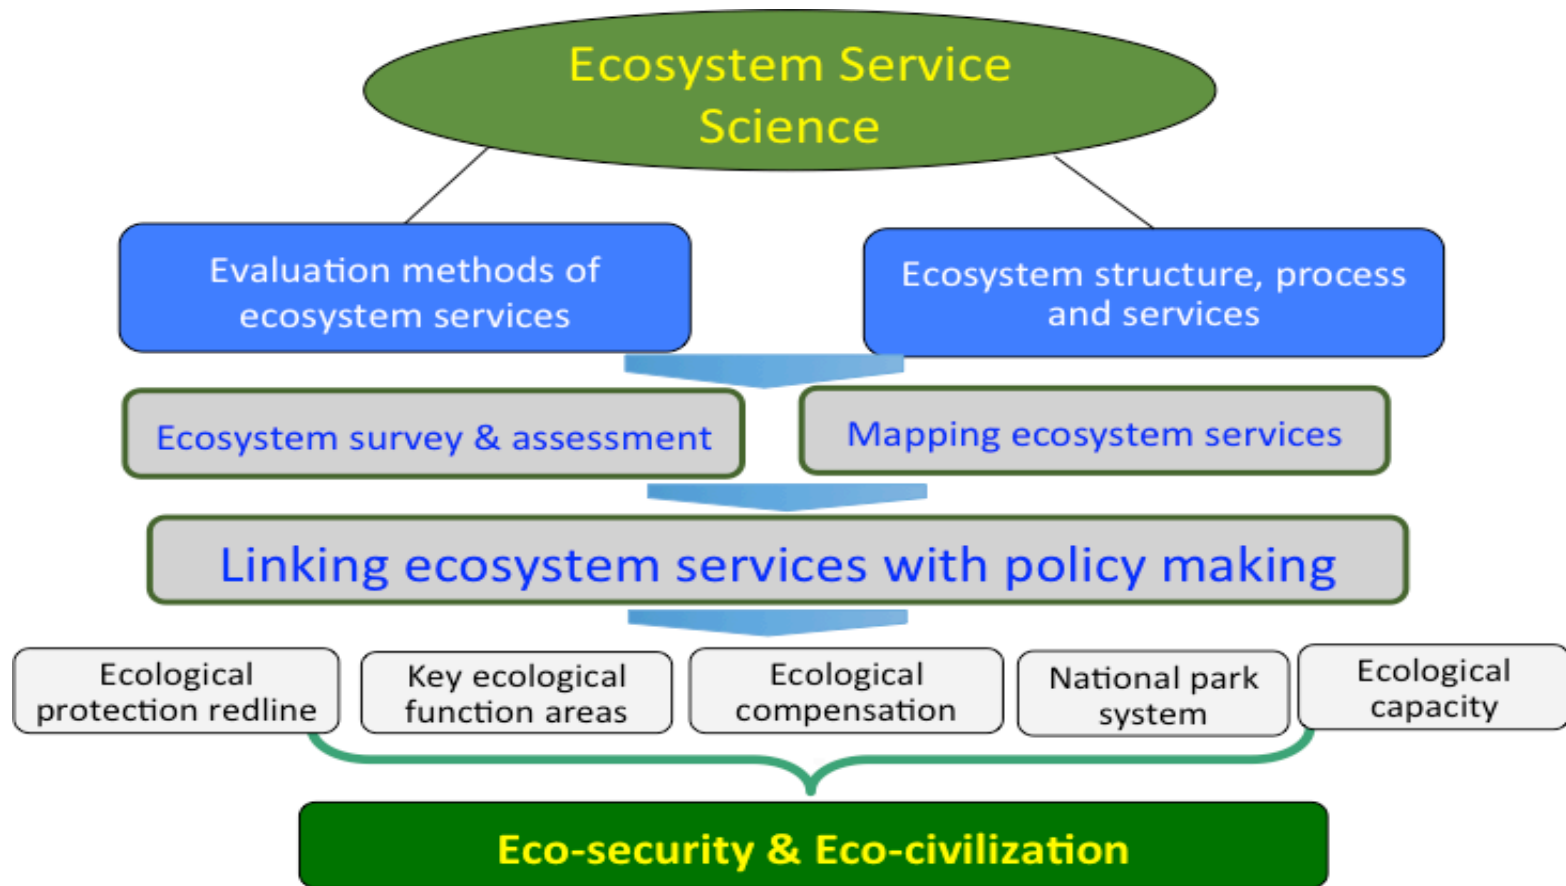 Ecosystem Service
Science
Evaluation methods of
ecosystem services
Ecosystem structure, process
and services
Ecosystem survey & assessment
Mapping ecosystem services
Linking ecosystem services with policy making
Ecological
protection redline
Key ecological
function areas
Ecological
compensation
National park
system
Ecological
capacity
Eco-security & Eco-civilization